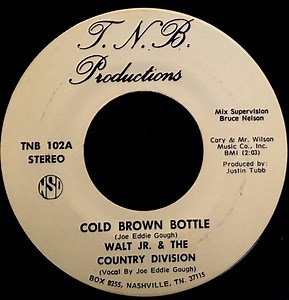 T.N.B.
Productions
Mix Supervision
Bruce Nelson
TNB 102A
STEREO
Cary & Mr. Wilson
Music Co., Inc.
BMI (2:03)
Produced by:
Justin Tubb
NSD
COLD BROWN BOTTLE
(Joe Eddie Gough)
WALT JR. & THE
COUNTRY DIVISION
(Vocal By Joe Eddie Gough)
BOX 8255, NASHVILLE, TN. 37115